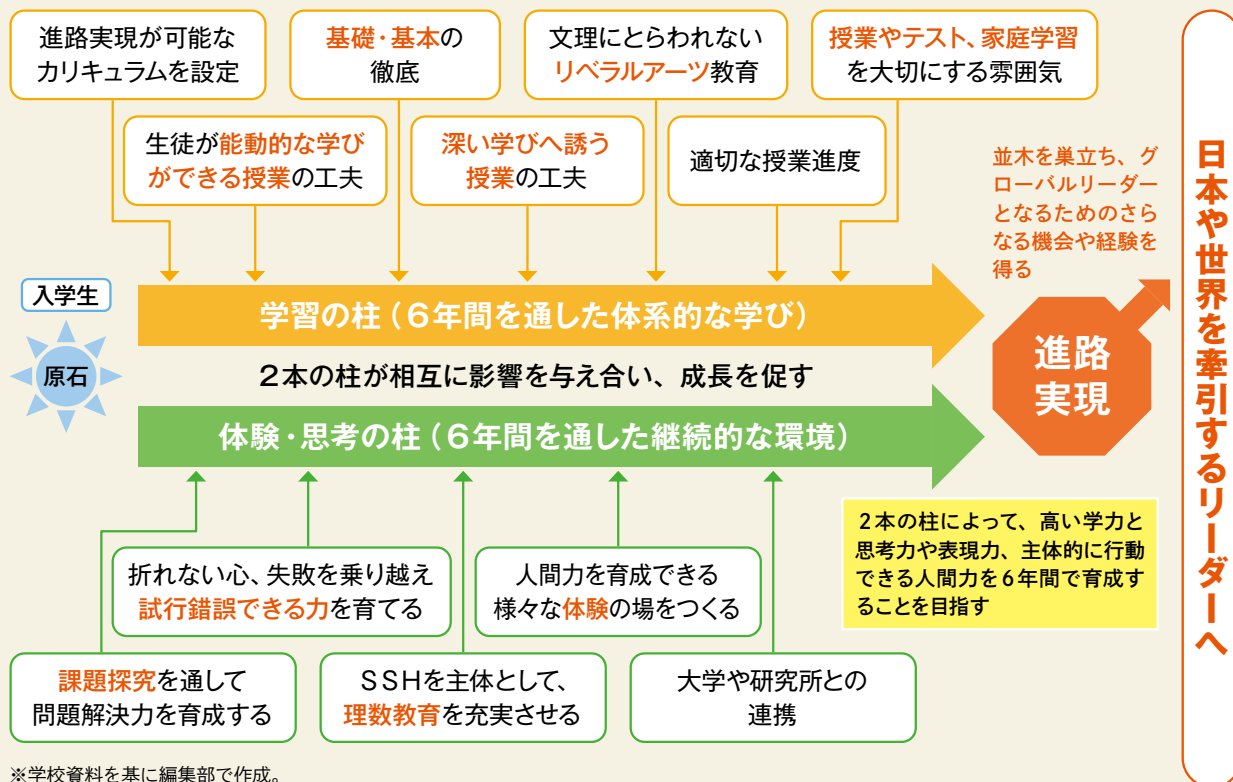 進路実現が可能な
カリキュラムを設定
基礎・基本の
徹底
文理にとらわれない
リベラルアーツ教育
授業やテスト、家庭学習
を大切にする雰囲気
生徒が能動的な学び
ができる授業の工夫
深い学びへ誘う
授業の工夫
適切な授業進度
並木を巣立ち、グ
ローバルリーダー
となるためのさら
なる機会や経験を
得る
日本や世界を牽引するリーダーへ
入学生
原石
学習の柱（６年間を通した体系的な学び）
２本の柱が相互に影響を与え合い、成長を促す
体験・思考の柱（６年間を通した継続的な環境）
進路
実現
２本の柱によって、高い学力と
思考力や表現力、主体的に行動
できる人間力を６年間で育成す
ることを目指す
折れない心、失敗を乗り越え
試行錯誤できる力を育てる
人間力を育成できる
様々な体験の場をつくる
課題探究を通して
問題解決力を育成する
ＳＳＨを主体として、
理数教育を充実させる
大学や研究所との
連携
※学校資料を基に編集部で作成。